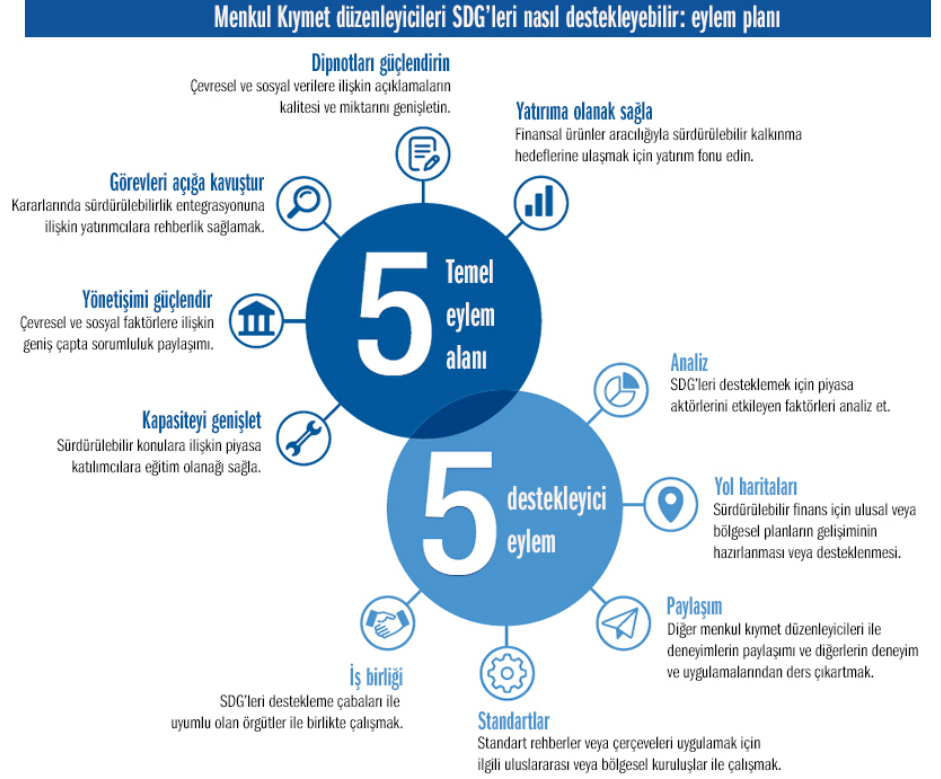 Menkul Kıymet düzenleyicileri SDG'leri nasıl destekleyebilir: eylem planı
Dipnotları güçlendirin
Çevresel ve sosyal verilere ilişkin açıklamaların
kalitesi ve miktarını genişletin.
Yatırıma olanak sağla
Finansal ürünler aracılığıyla sürdürülebilir kalkınma
hedeflerine ulaşmak için yatırım fonu edin.
Görevleri açığa kavuştur
Kararlarında sürdürülebilirlik entegrasyonuna
ilişkin yatırımcılara rehberlik sağlamak.
Yönetişimi güçlendir
Çevresel ve sosyal faktörlere ilişkin
geniş çapta sorumluluk paylaşımı.
Kapasiteyi genişlet
Sürdürülebilir konulara ilişkin piyasa
katılımcılara eğitim olanağı sağla.
5
Temel
eylem
alanı
5
destekleyici
eylem
Analiz
SDG'leri desteklemek için piyasa
aktörlerini etkileyen faktörleri analiz et.
Yol haritaları
Sürdürülebilir finans için ulusal veya
bölgesel planların gelişiminin
hazırlanması veya desteklenmesi.
Paylaşım
Diğer menkul kıymet düzenleyicileri ile
deneyimlerin paylaşımı ve diğerlerin deneyim
ve uygulamalarından ders çıkartmak.
Standartlar
Standart rehberler veya çerçeveleri uygulamak için
ilgili uluslararası veya bölgesel kuruluşlar ile çalışmak.
İş birliği
SDG'leri destekleme çabaları ile
uyumlu olan örgütler ile birlikte çalışmak.